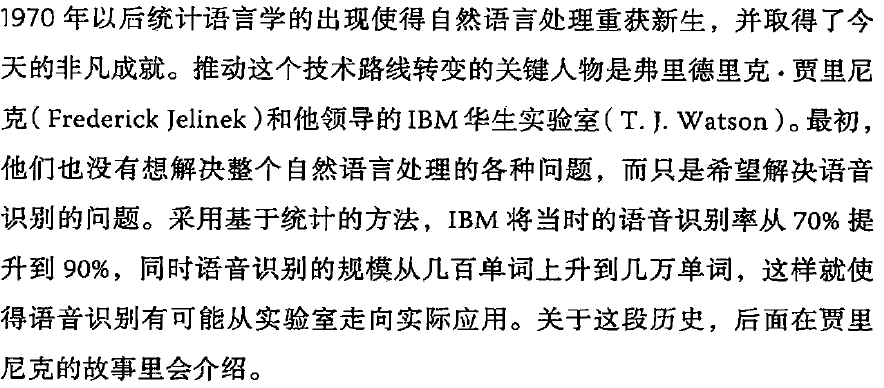 1970 年以后统计语言学的出现使得自然语言处理重获新生，并取得了今
天的非凡成就。推动这个技术路线转变的关键人物是弗里德里克·贾里尼
克（Frederick Jelinek）和他领导的 IBM 华生实验室（T. J. Watson）。最初，
他们也没有想解决整个自然语言处理的各种问题，而只是希望解决语音
识别的问题。采用基于统计的方法，IBM 将当时的语音识别率从 70% 提
升到 90%，同时语音识别的规模从几百单词上升到几万单词，这样就使
得语音识别有可能从实验室走向实际应用。关于这段历史，后面在贾里
尼克的故事里会介绍。